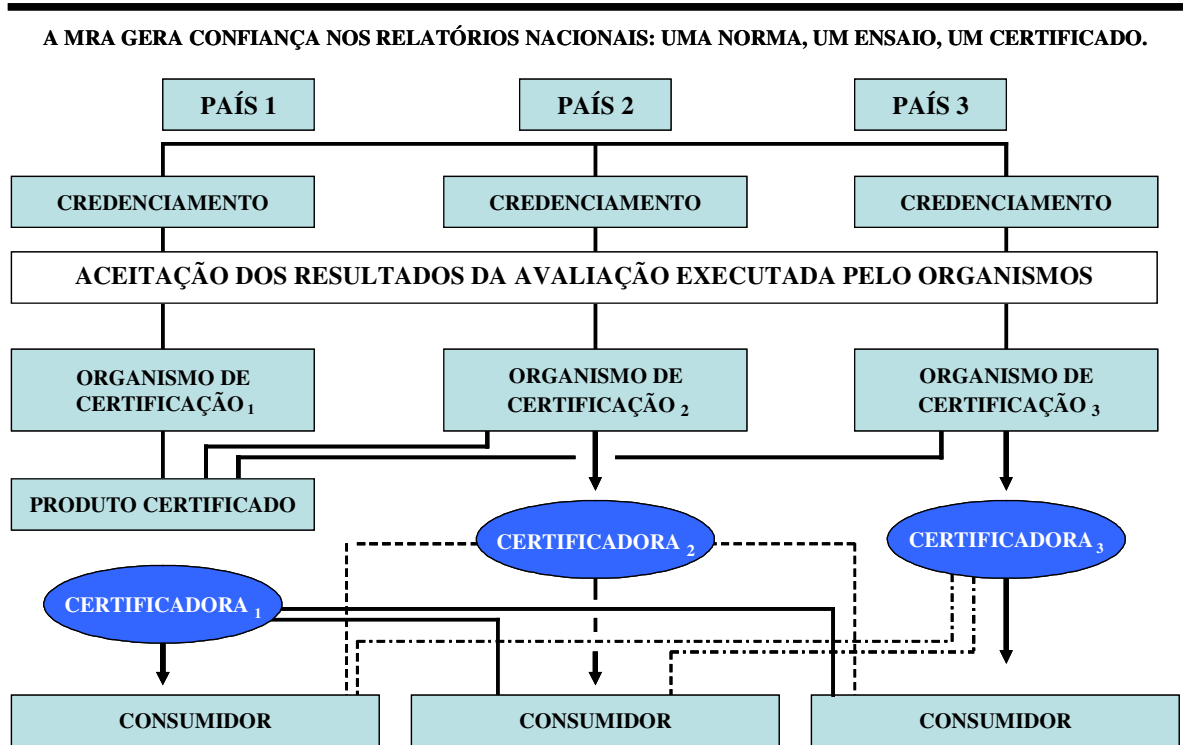 A MRA GERA CONFIANÇA NOS RELATÓRIOS NACIONAIS: UMA NORMA, UM ENSAIO, UM CERTIFICADO.
PAÍS 1
PAÍS 2
PAÍS 3
CREDENCIAMENTO
CREDENCIAMENTO
CREDENCIAMENTO
ACEITAÇÃO DOS RESULTADOS DA AVALIAÇÃO EXECUTADA PELO ORGANISMOS
ORGANISMO DE
CERTIFICAÇÃO 1
ORGANISMO DE
CERTIFICAÇÃO 2
ORGANISMO DE
CERTIFICAÇÃO 3
PRODUTO CERTIFICADO
CERTIFICADORA 2
CERTIFICADORA 3
CERTIFICADORA 1
CONSUMIDOR
CONSUMIDOR
CONSUMIDOR